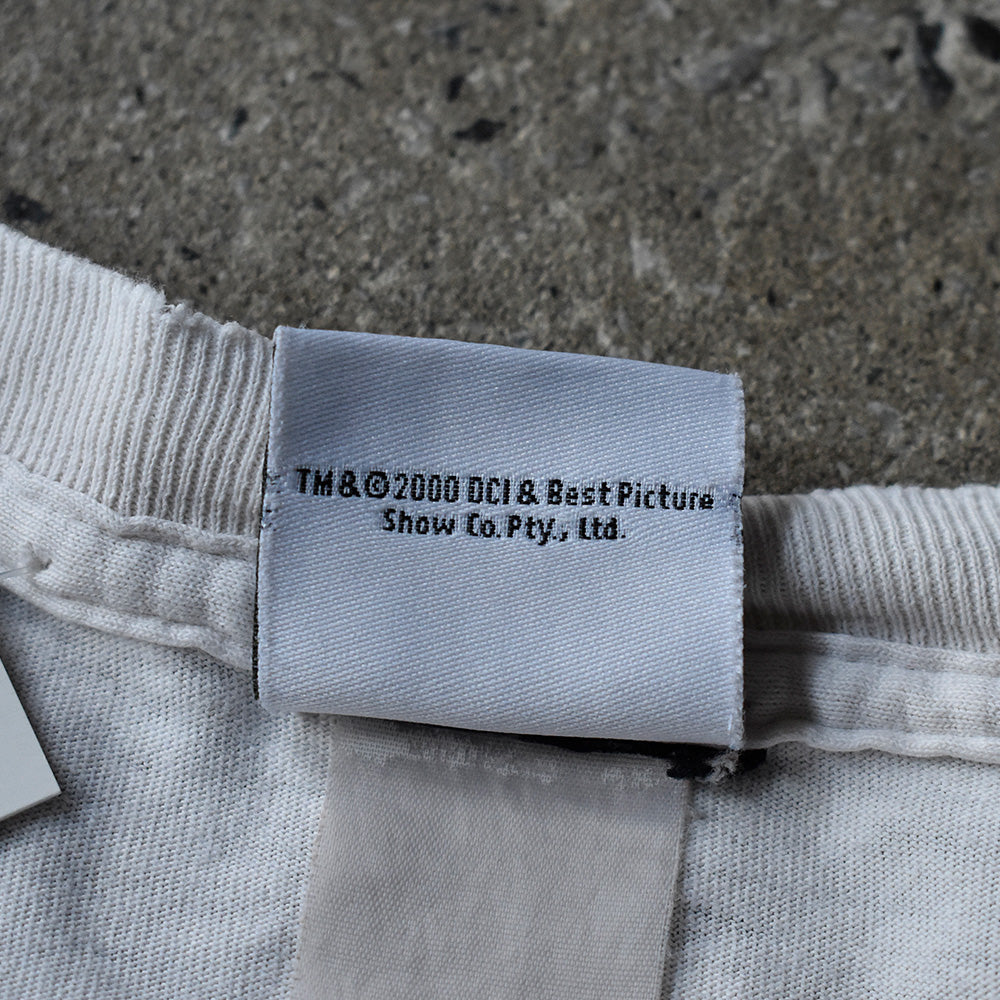 TM&©2000 DCI & Best Picture
Show Co. Pty., Ltd.